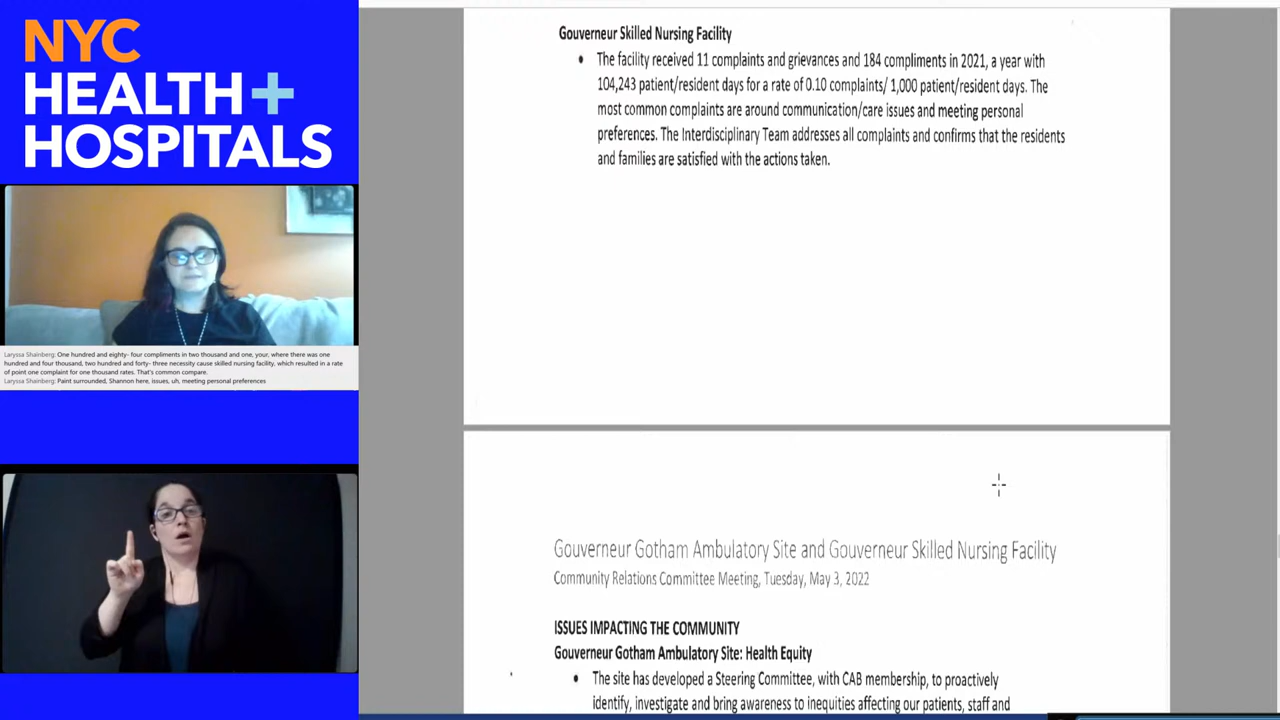 NYC
HEALTH+
HOSPITALS
Laryssa Shainberg: One hundred and eighty- four compliments in two thousand and one, your, where there was one
hundred and four thousand, two hundred and forty- three necessity cause skilled nursing facility, which resulted in a rate
of point one complaint for one thousand rates. That's common compare.
Laryssa Shainberg: Paint surrounded, Shannon here, issues, uh, meeting personal preferences
Gouverneur Skilled Nursing Facility
• The facility received 11 complaints and grievances and 184 compliments in 2021, a year with
104,243 patient/resident days for a rate of 0.10 complaints/ 1,000 patient/resident days. The
most common complaints are around communication/care issues and meeting personal
preferences. The Interdisciplinary Team addresses all complaints and confirms that the residents
and families are satisfied with the actions taken.
Gouverneur Gotham Ambulatory Site and Gouverneur Skilled Nursing Facility
Community Relations Committee Meeting, Tuesday, May 3, 2022
ISSUES IMPACTING THE COMMUNITY
Gouverneur Gotham Ambulatory Site: Health Equity
• The site has developed a Steering Committee, with CAB membership, to proactively
identify, investigate and bring awareness to inequities affecting our patients, staff and